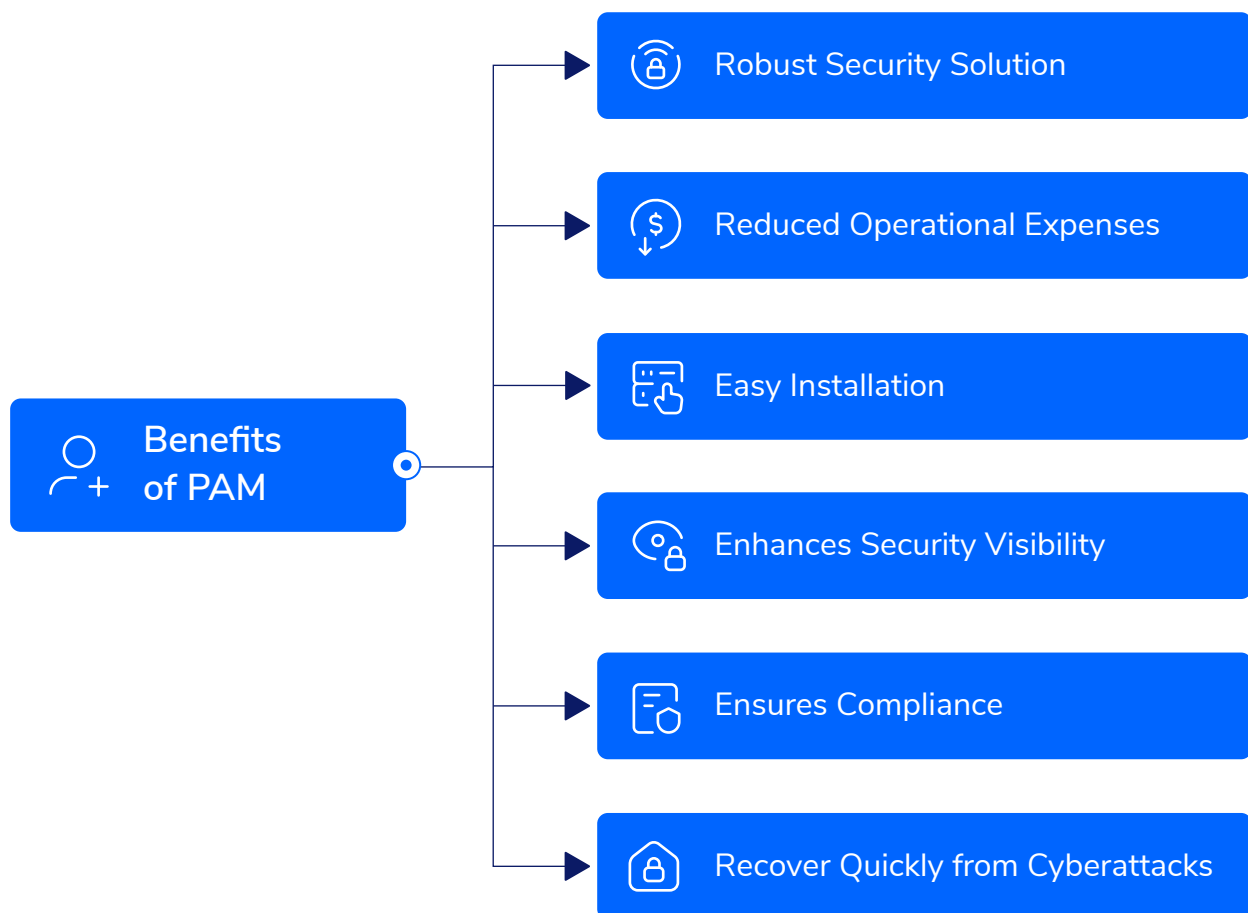 Benefits
of PAM
Robust Security Solution
$
Reduced Operational Expenses
Easy Installation
Enhances Security Visibility
Ensures Compliance
Recover Quickly from Cyberattacks